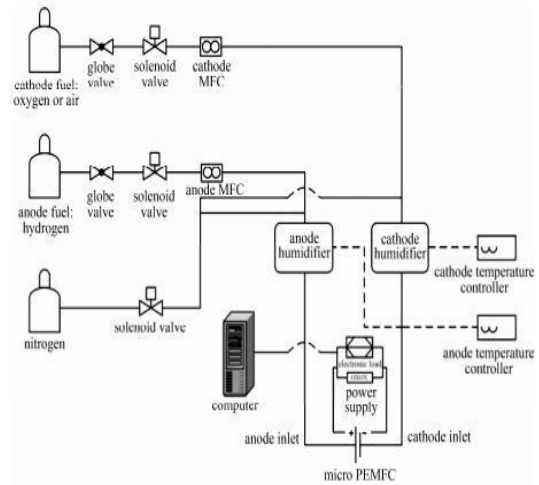 cathode fuel:
oxygen or air
globe
valve
solenoid
valve
cathode
MFC
anode fuel:
hydrogen
globe
valve
solenoid
valve
anode MFC
anode
humidifier
cathode
humidifier
cathode temperature
controller
nitrogen
solenoid valve
anode temperature
controller
computer
electronic load
power
supply
anode inlet
cathode inlet
+ -
micro PEMFC